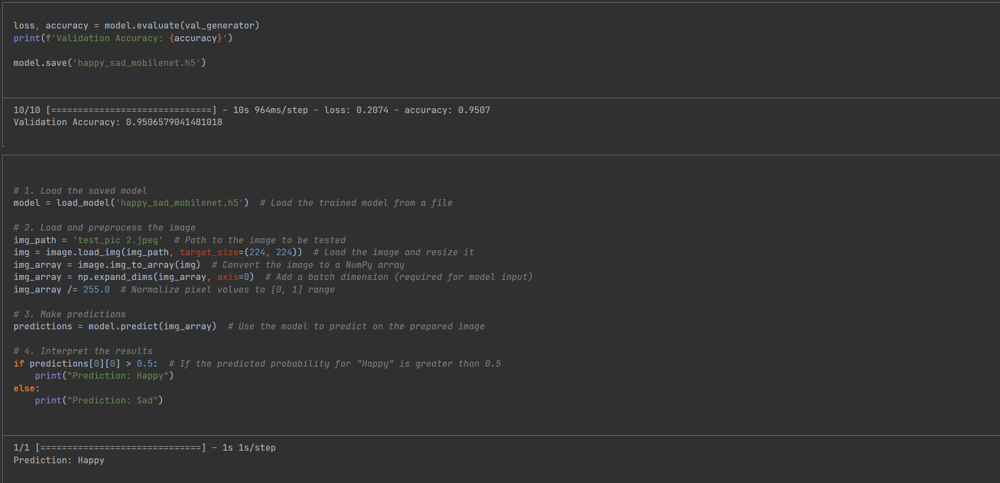 loss, accuracy = model.evaluate(val_generator)
print(f'Validation Accuracy: {accuracy}')
model.save('happy_sad_mobilenet.h5')
10/10 [==============================] - 10s 964ms/step - loss: 0.2074 - accuracy: 0.9507
Validation Accuracy: 0.9506579041481018
# 1. Load the saved model
model = load_model('happy_sad_mobilenet.h5')  # Load the trained model from a file
# 2. Load and preprocess the image
img_path = 'test_pic 2.jpeg'  # Path to the image to be tested
img = image.load_img(img_path, target_size=(224, 224))  # Load the image and resize it
img_array = image.img_to_array(img)  # Convert the image to a NumPy array
img_array = np.expand_dims(img_array, axis=0)  # Add a batch dimension (required for model input)
img_array /= 255.0  # Normalize pixel values to [0, 1] range
# 3. Make predictions
predictions = model.predict(img_array)  # Use the model to predict on the prepared image
# 4. Interpret the results
if predictions[0][0] > 0.5:  # If the predicted probability for "Happy" is greater than 0.5
    print("Prediction: Happy")
else:
    print("Prediction: Sad")
1/1 [==============================] - 1s 1s/step
Prediction: Happy